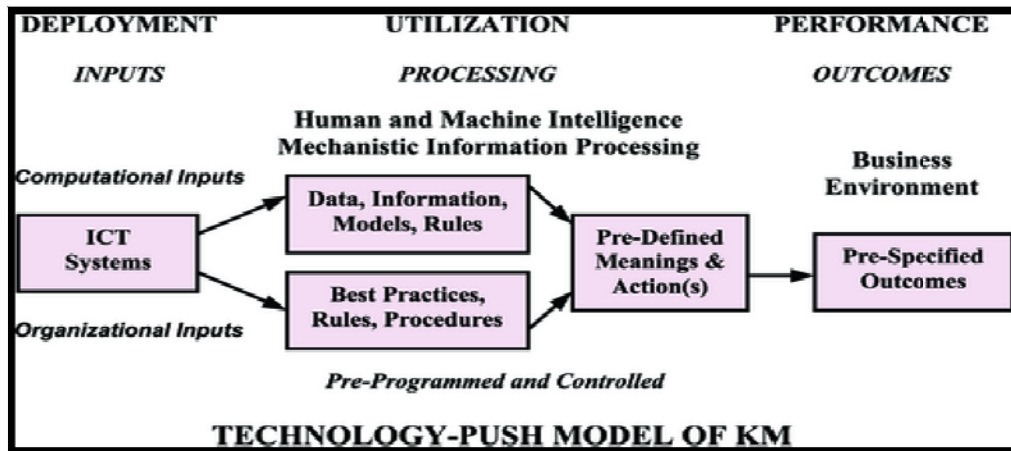 DEPLOYMENT UTILIZATION PERFORMANCE
INPUTS PROCESSING OUTCOMES
Human and Machine Intelligence
Mechanistic Information Processing
Business
Environment
Computational Inputs
ICT
Systems
Organizational Inputs
Data, Information,
Models, Rules
Best Practices,
Rules, Procedures
Pre-Defined
Meanings &
Action(s)
Pre-Specified
Outcomes
Pre-Programmed and Controlled
TECHNOLOGY-PUSH MODEL OF KM